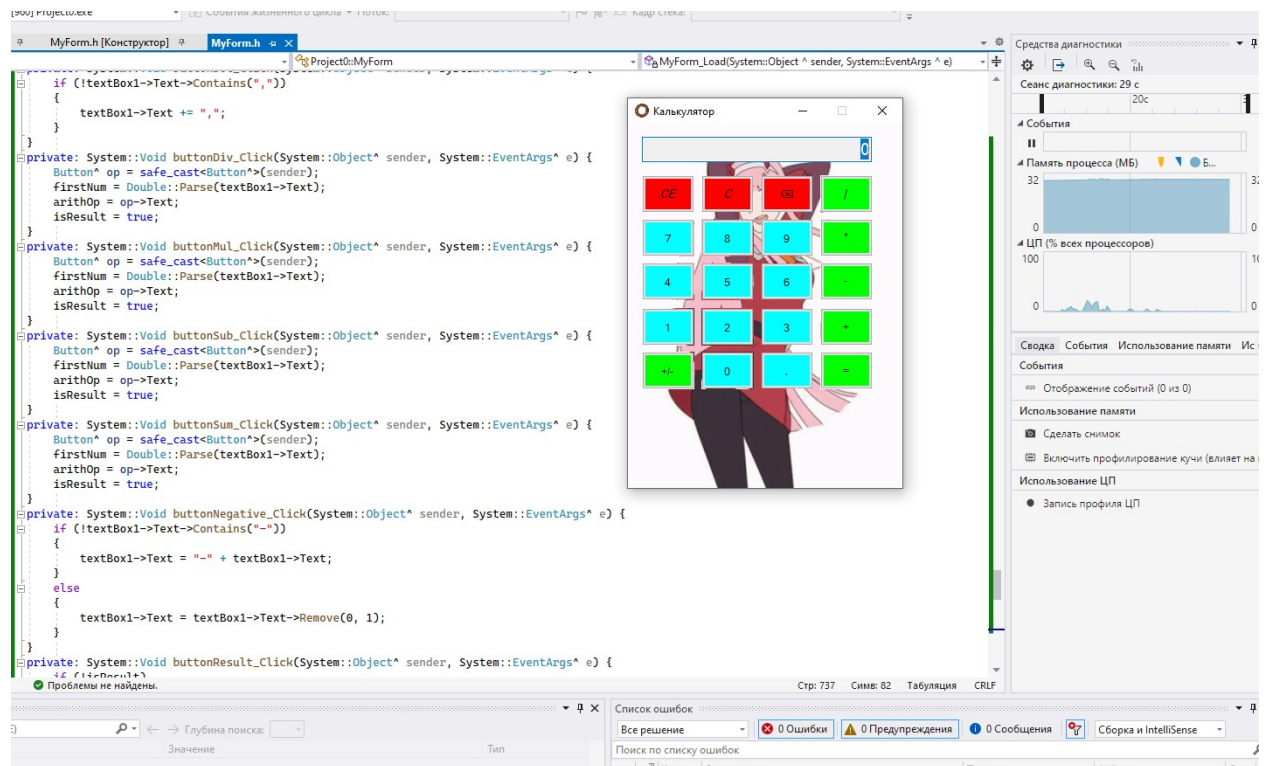 [900] Project0.exe События жизненного цикла Поток: Кадр стека:
MyForm.h [Конструктор] MyForm.h
Project0::MyForm MyForm_Load(System::Object ^ sender, System::EventArgs ^ e)
if (!textBox1->Text->Contains(","))
{
textBox1->Text += ",";
}
}
private: System::Void buttonDiv_Click(System::Object^ sender, System::EventArgs^ e) {
Button^ op = safe_cast<Button^>(sender);
firstNum = Double::Parse(textBox1->Text);
arithOp = op->Text;
isResult = true;
}
private: System::Void buttonMul_Click(System::Object^ sender, System::EventArgs^ e) {
Button^ op = safe_cast<Button^>(sender);
firstNum = Double::Parse(textBox1->Text);
arithOp = op->Text;
isResult = true;
}
private: System::Void buttonSub_Click(System::Object^ sender, System::EventArgs^ e) {
Button^ op = safe_cast<Button^>(sender);
firstNum = Double::Parse(textBox1->Text);
arithOp = op->Text;
isResult = true;
}
private: System::Void buttonSum_Click(System::Object^ sender, System::EventArgs^ e) {
Button^ op = safe_cast<Button^>(sender);
firstNum = Double::Parse(textBox1->Text);
arithOp = op->Text;
isResult = true;
}
private: System::Void buttonNegative_Click(System::Object^ sender, System::EventArgs^ e) {
if (!textBox1->Text->Contains("-"))
{
textBox1->Text = "-" + textBox1->Text;
}
else
{
textBox1->Text = textBox1->Text->Remove(0, 1);
}
}
private: System::Void buttonResult_Click(System::Object^ sender, System::EventArgs^ e) {
if (!isResult)
Проблемы не найдены. Стр: 737 Симв: 82 Табуляция CRLF
Калькулятор
0
CE C ⌫ /
7 8 9 *
4 5 6 -
1 2 3 +
+/- 0 . =
Средства диагностики
Сеанс диагностики: 29 с
20с
События
Память процесса (МБ) Б...
32 32
0 0
ЦП (% всех процессоров)
100
0 0
Сводка События Использование памяти
События
Отображение событий (0 из 0)
Использование памяти
Сделать снимок
Включить профилирование кучи (влияет на
Использование ЦП
Запись профиля ЦП
Глубина поиска:
Значение Тип
Список ошибок
Все решение 0 Ошибки 0 Предупреждения 0 Сообщения Сборка и IntelliSense
Поиск по списку ошибок